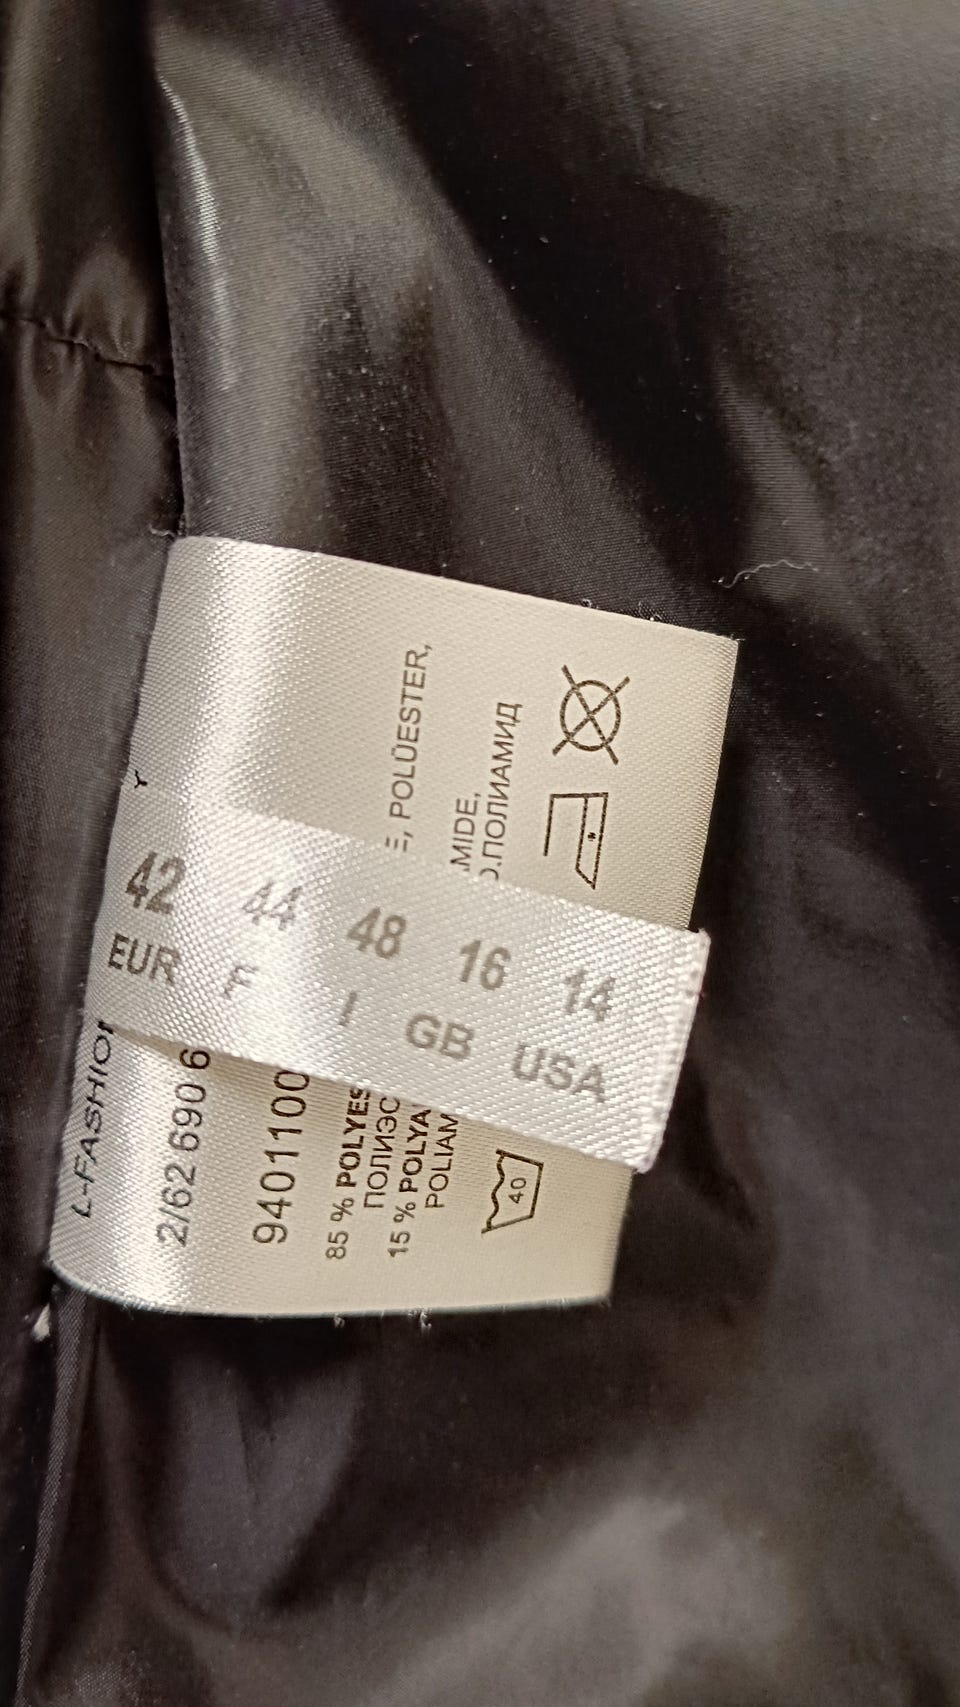 42 44 48 16 14
EUR F I GB USA
L-FASHION
2/62 690 6
9401100
85 % POLYES E, POLÜESTER,
ПОЛИЭС
15 % POLYA MIDE,
POLIAM О.ПОЛИАМИД
40